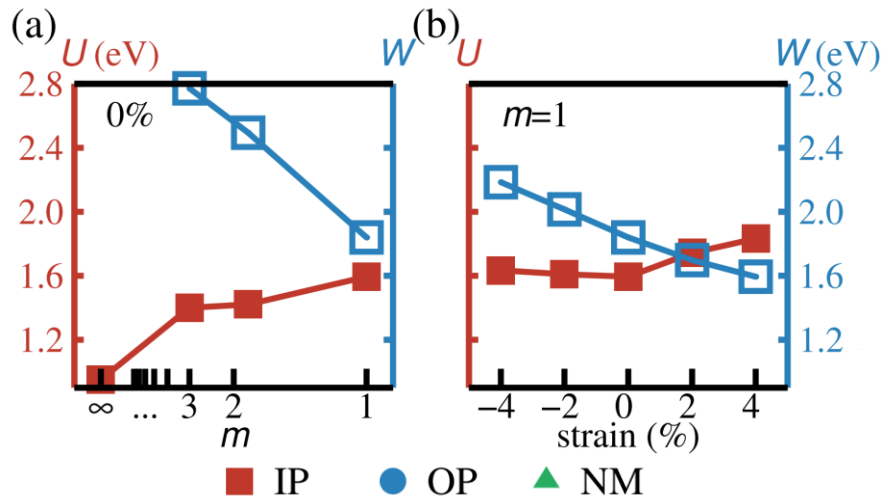 (a)
U (eV)
W
2.8
2.4
2.0
1.6
1.2
0%
∞ ... 3 2 1
m
(b)
U
W (eV)
m=1
2.8
2.4
2.0
1.6
1.2
−4 −2 0 2 4
strain (%)
IP OP NM